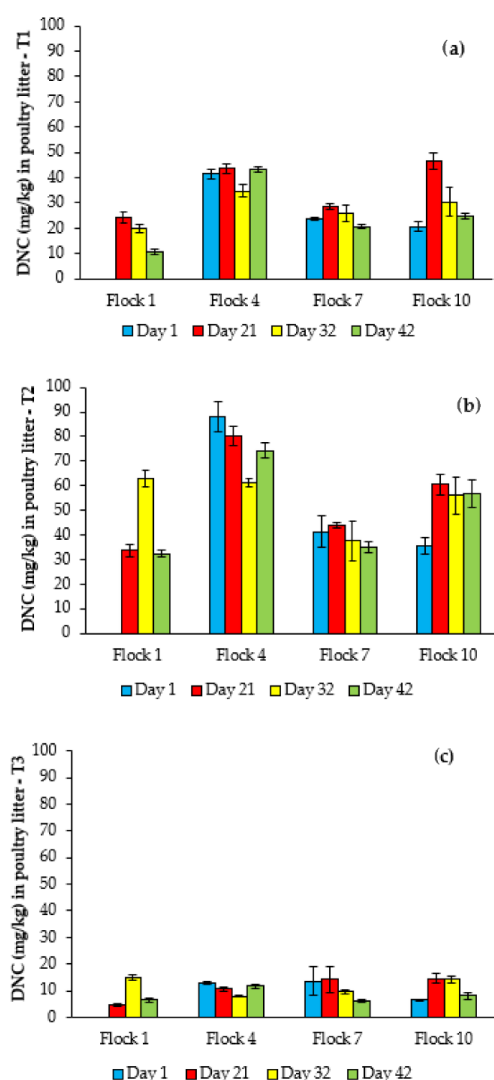 DNC (mg/kg) in poultry litter - T1
(a)
100
90
80
70
60
50
40
30
20
10
0
Flock 1 Flock 4 Flock 7 Flock 10
Day 1 Day 21 Day 32 Day 42
DNC (mg/kg) in poultry litter - T2
(b)
100
90
80
70
60
50
40
30
20
10
0
Flock 1 Flock 4 Flock 7 Flock 10
Day 1 Day 21 Day 32 Day 42
DNC (mg/kg) in poultry litter - T3
(c)
100
90
80
70
60
50
40
30
20
10
0
Flock 1 Flock 4 Flock 7 Flock 10
Day 1 Day 21 Day 32 Day 42